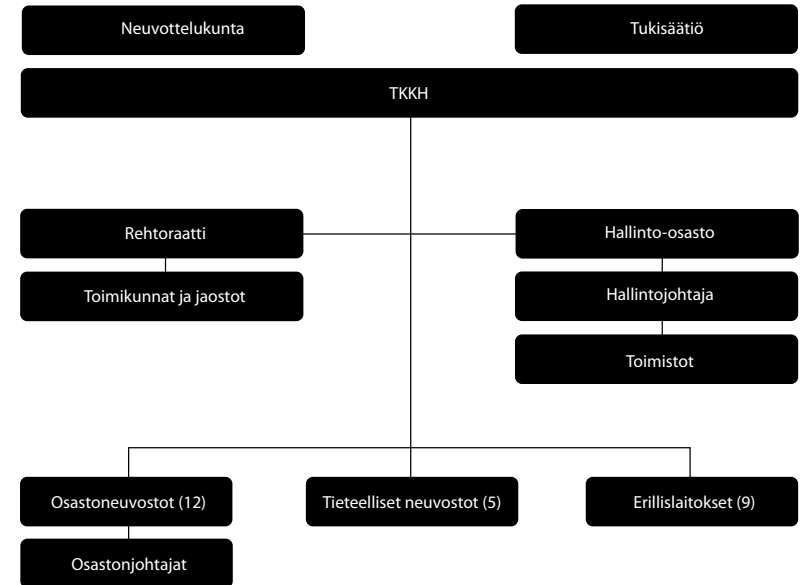 Neuvottelukunta
Tukisäätiö
TKKH
Rehtoraatti
Hallinto-osasto
Toimikunnat ja jaostot
Hallintojohtaja
Toimistot
Osastoneuvostot (12)
Tieteelliset neuvostot (5)
Erillislaitokset (9)
Osastonjohtajat